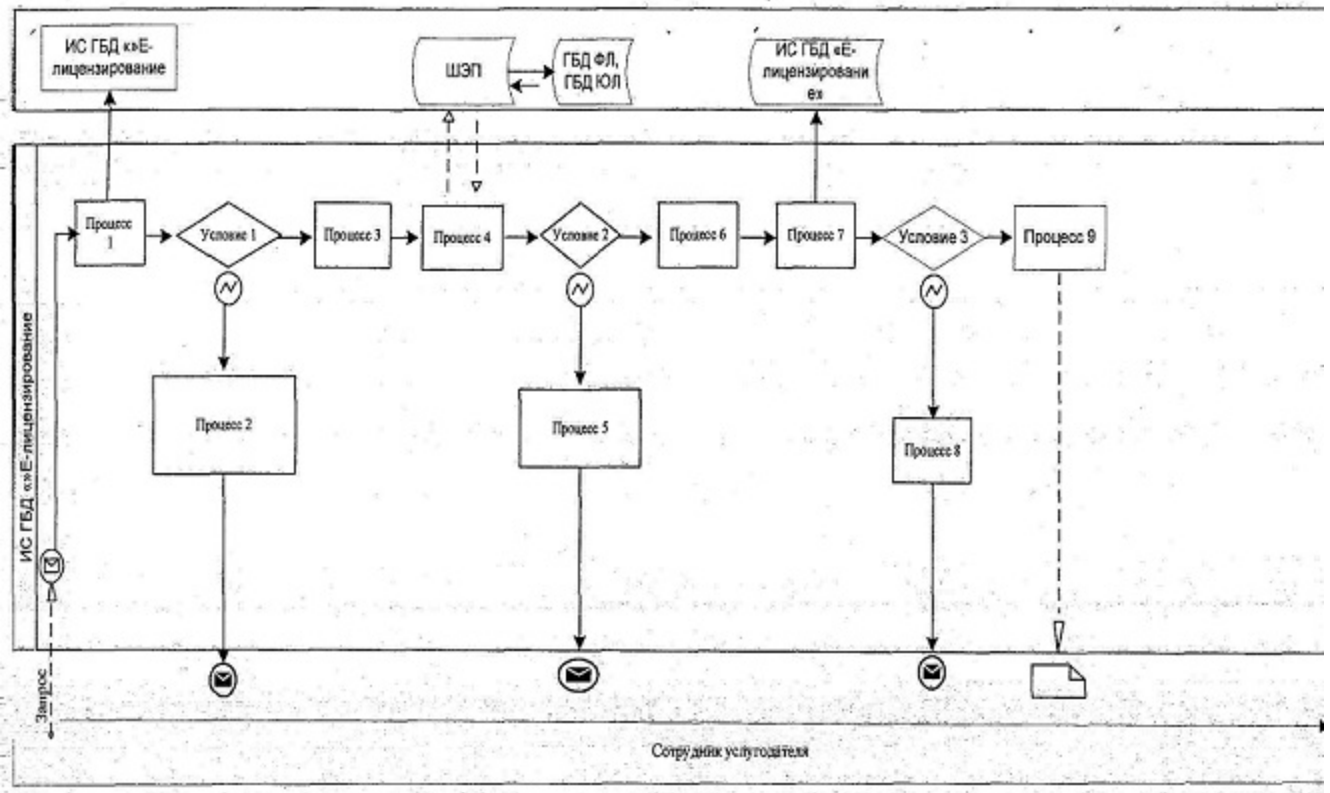 ИС ГБД «»Е-
лицензирование
ШЭП
ГБД ФЛ,
ГБД ЮЛ
ИС ГБД «Е-
лицензировани
е»
ИС ГБД «»Е-лицензирование
Процесс
1
Условие 1
Процесс 3
Процесс 4
Условие 2
Процесс 6
Процесс 7
Условие 3
Процесс 9
Процесс 2
Процесс 5
Процесс 8
Запрос
Сотрудник услугодателя